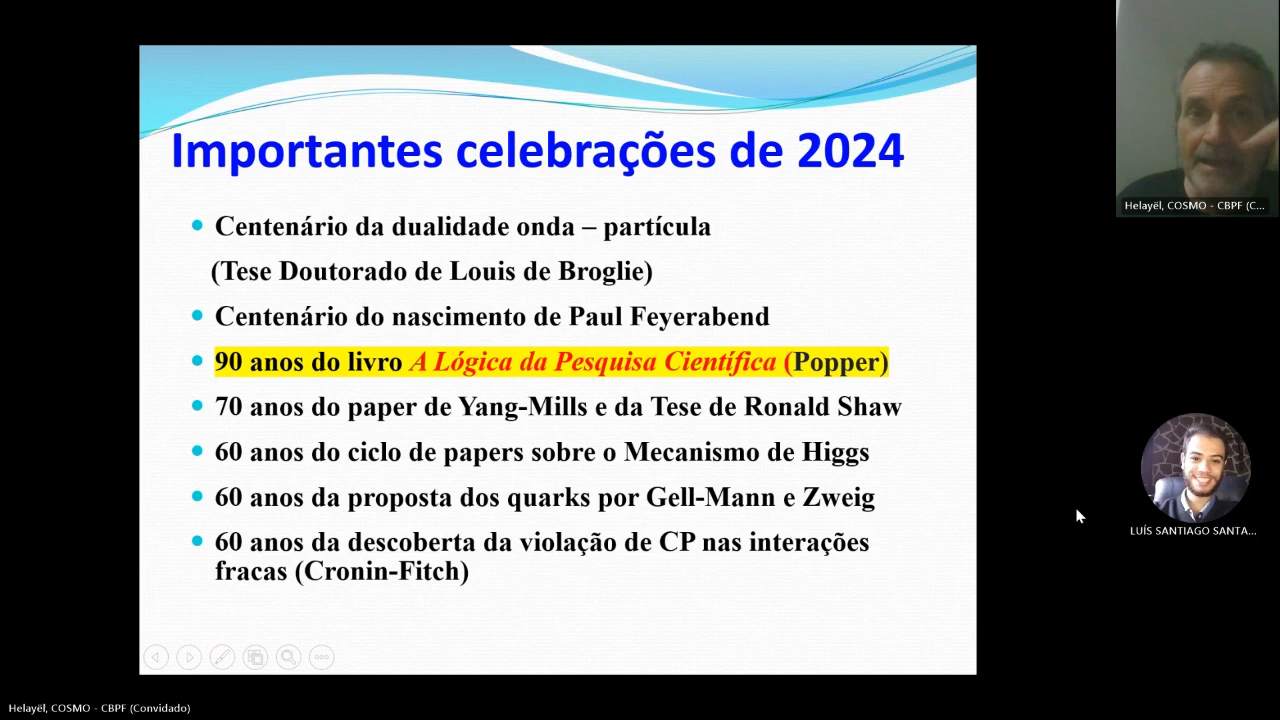 Importantes celebrações de 2024
Centenário da dualidade onda – partícula
(Tese Doutorado de Louis de Broglie)
Centenário do nascimento de Paul Feyerabend
90 anos do livro A Lógica da Pesquisa Científica (Popper)
70 anos do paper de Yang-Mills e da Tese de Ronald Shaw
60 anos do ciclo de papers sobre o Mecanismo de Higgs
60 anos da proposta dos quarks por Gell-Mann e Zweig
60 anos da descoberta da violação de CP nas interações
fracas (Cronin-Fitch)
Helayël, COSMO - CBPF (C...
LUÍS SANTIAGO SANTA...
Helayël, COSMO - CBPF (Convidado)